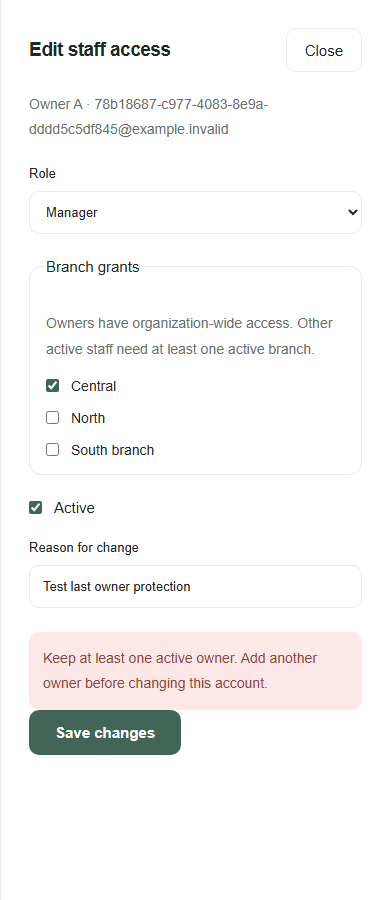 Edit staff access
Close
Owner A · 78b18687-c977-4083-8e9a-
dddd5c5df845@example.invalid
Role
Manager
Branch grants
Owners have organization-wide access. Other
active staff need at least one active branch.
Central
North
South branch
Active
Reason for change
Test last owner protection
Keep at least one active owner. Add another
owner before changing this account.
Save changes